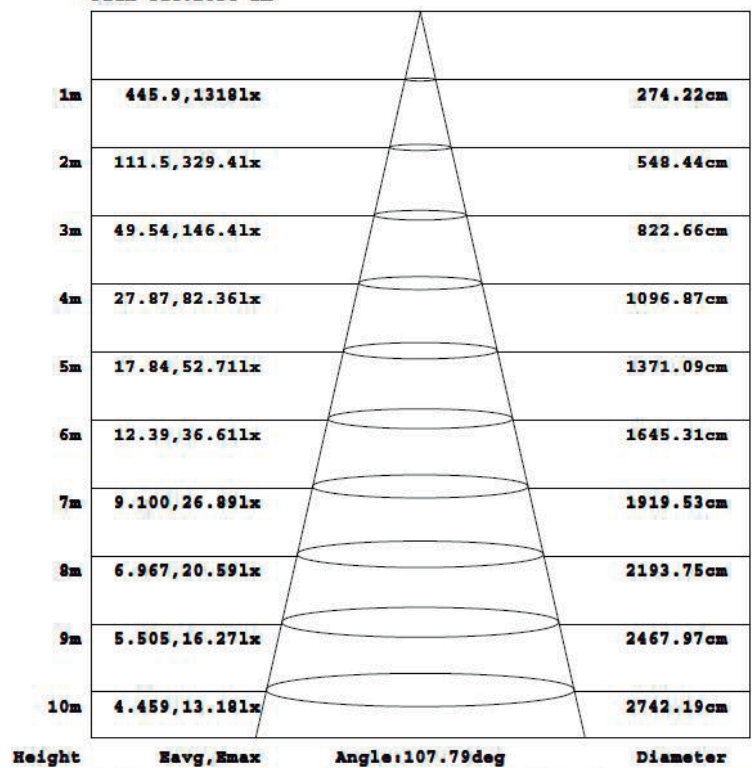 1m 445.9,1318lx 274.22cm
2m 111.5,329.4lx 548.44cm
3m 49.54,146.4lx 822.66cm
4m 27.87,82.36lx 1096.87cm
5m 17.84,52.71lx 1371.09cm
6m 12.39,36.61lx 1645.31cm
7m 9.100,26.89lx 1919.53cm
8m 6.967,20.59lx 2193.75cm
9m 5.505,16.27lx 2467.97cm
10m 4.459,13.18lx 2742.19cm
Height Eavg,Emax Angle:107.79deg Diameter